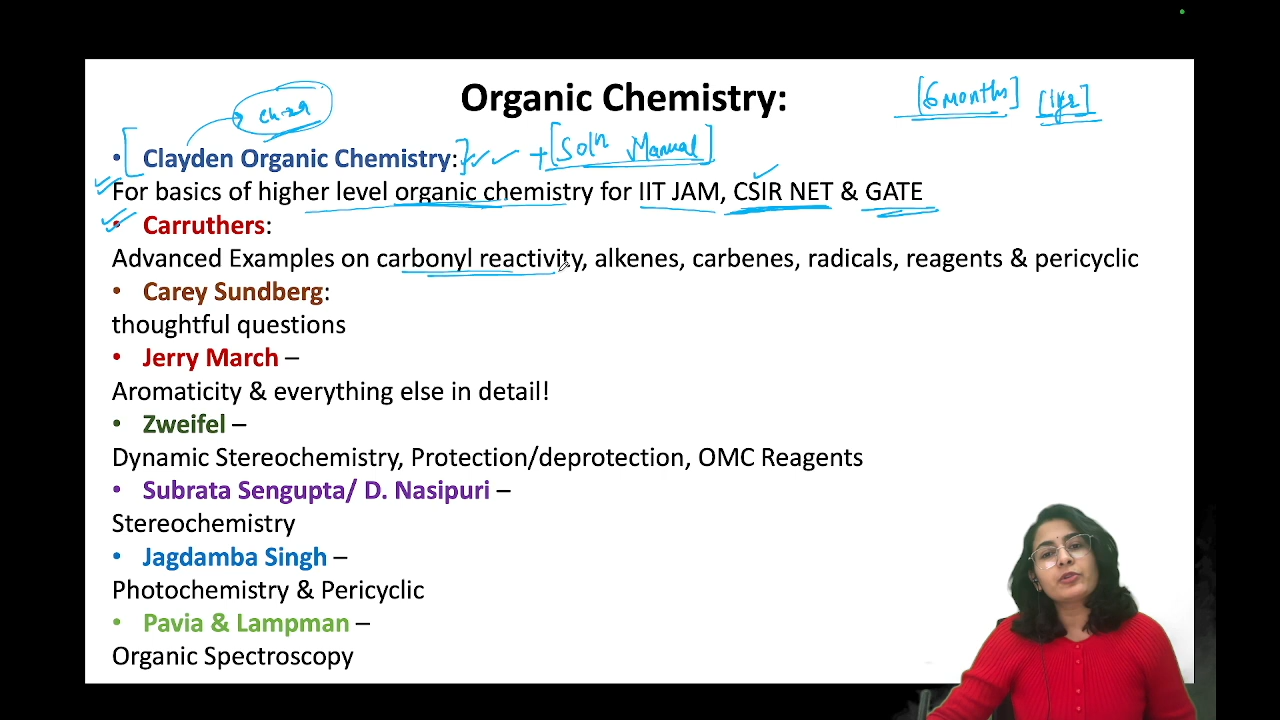 Organic Chemistry:
[6 months] [1yr]
ch-29
• Clayden Organic Chemistry: + [Solⁿ Manual]
For basics of higher level organic chemistry for IIT JAM, CSIR NET & GATE
• Carruthers:
Advanced Examples on carbonyl reactivity, alkenes, carbenes, radicals, reagents & pericyclic
• Carey Sundberg:
thoughtful questions
• Jerry March –
Aromaticity & everything else in detail!
• Zweifel –
Dynamic Stereochemistry, Protection/deprotection, OMC Reagents
• Subrata Sengupta/ D. Nasipuri –
Stereochemistry
• Jagdamba Singh –
Photochemistry & Pericyclic
• Pavia & Lampman –
Organic Spectroscopy